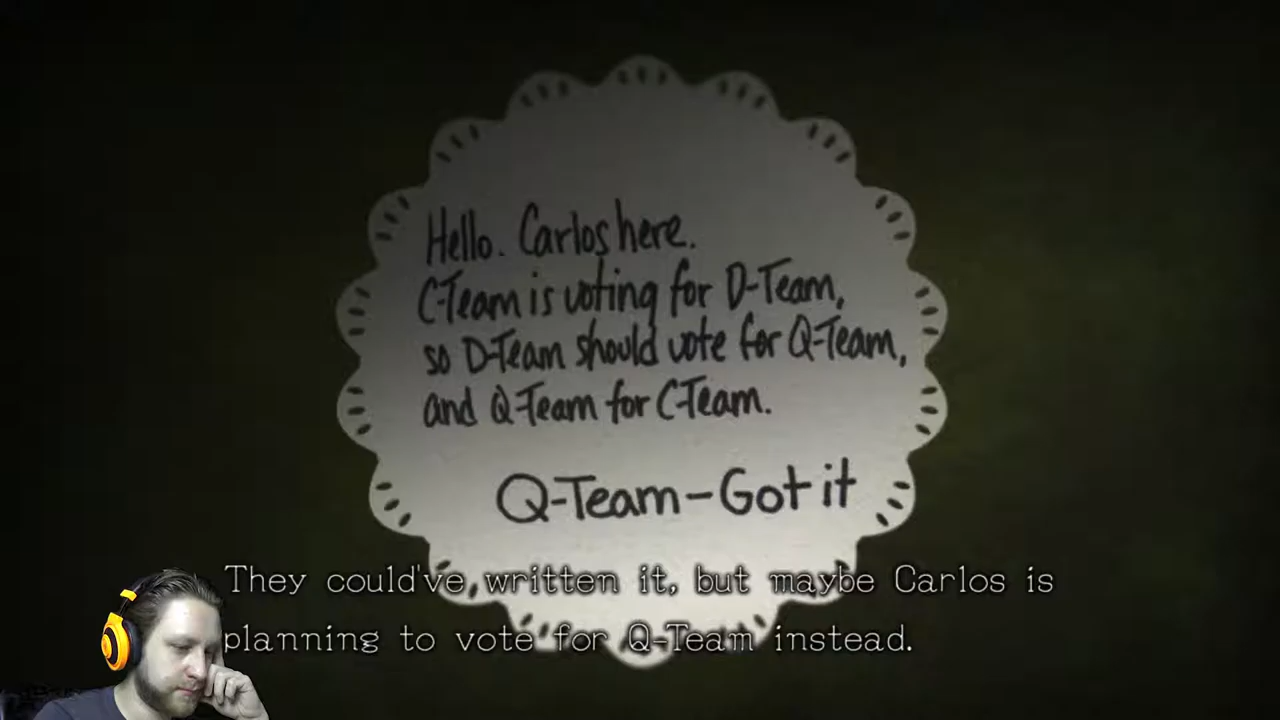 Hello. Carlos here.
C-Team is voting for D-Team,
so D-Team should vote for Q-Team,
and Q-Team for C-Team.
Q-Team-Got it
They could've written it, but maybe Carlos is
planning to vote for Q-Team instead.